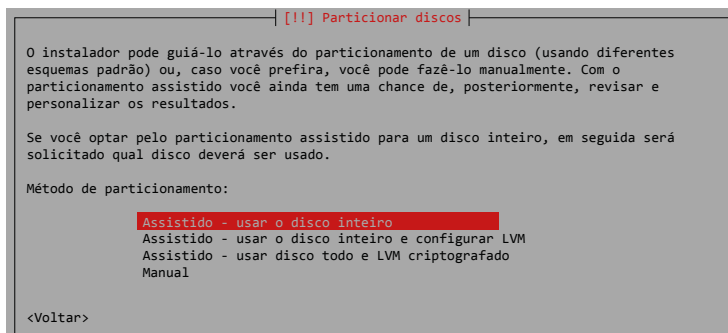 [!!] Particionar discos
O instalador pode guiá-lo através do particionamento de um disco (usando diferentes
esquemas padrão) ou, caso você prefira, você pode fazê-lo manualmente. Com o
particionamento assistido você ainda tem uma chance de, posteriormente, revisar e
personalizar os resultados.
Se você optar pelo particionamento assistido para um disco inteiro, em seguida será
solicitado qual disco deverá ser usado.
Método de particionamento:
Assistido - usar o disco inteiro
Assistido - usar o disco inteiro e configurar LVM
Assistido - usar disco todo e LVM criptografado
Manual
<Voltar>